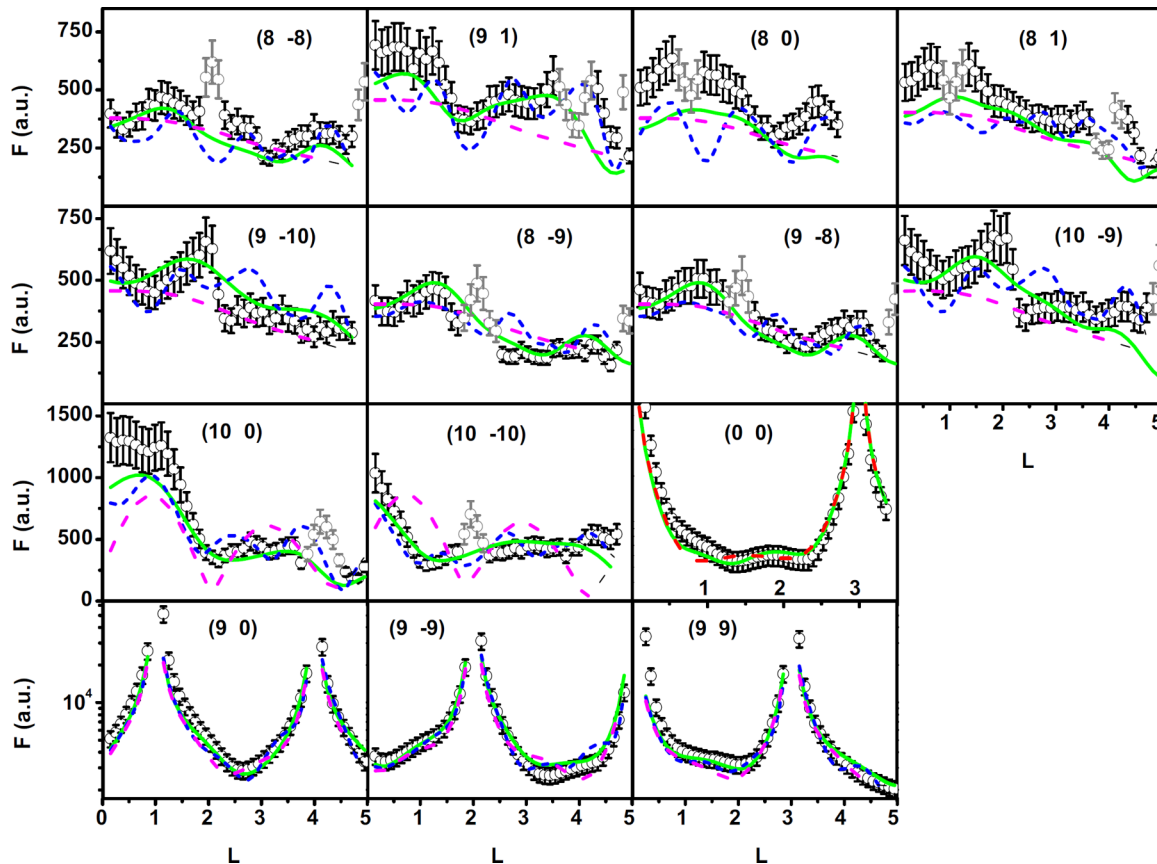 750
500
250
F (a.u.)
(8 -8)
(9 1)
(8 0)
(8 1)
750
500
250
F (a.u.)
(9 -10)
(8 -9)
(9 -8)
(10 -9)
1 2 3 4 5
L
1500
1000
500
0
F (a.u.)
(10 0)
(10 -10)
(0 0)
1 2 3
10⁴
F (a.u.)
(9 0)
(9 -9)
(9 9)
0 1 2 3 4 5 1 2 3 4 5 1 2 3 4 5
L L L